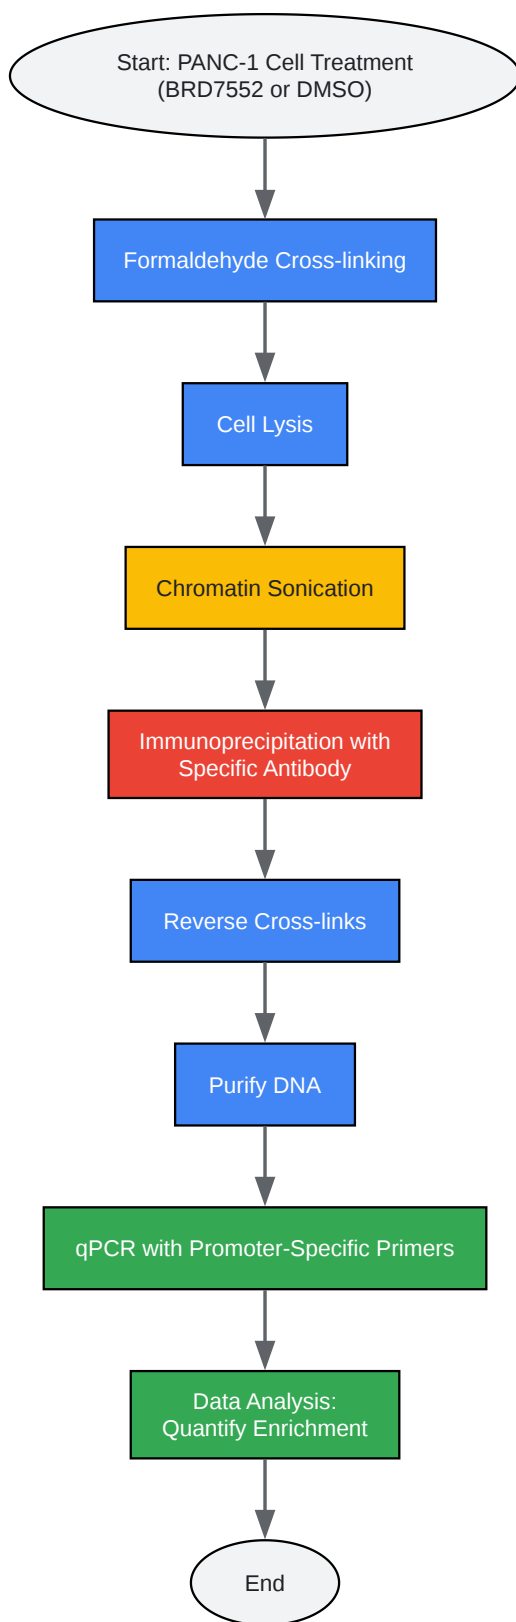 Start: PANC-1 Cell Treatment
(BRD7552 or DMSO)
Formaldehyde Cross-linking
Cell Lysis
Chromatin Sonication
Immunoprecipitation with
Specific Antibody
Reverse Cross-links
Purify DNA
qPCR with Promoter-Specific Primers
Data Analysis:
Quantify Enrichment
End